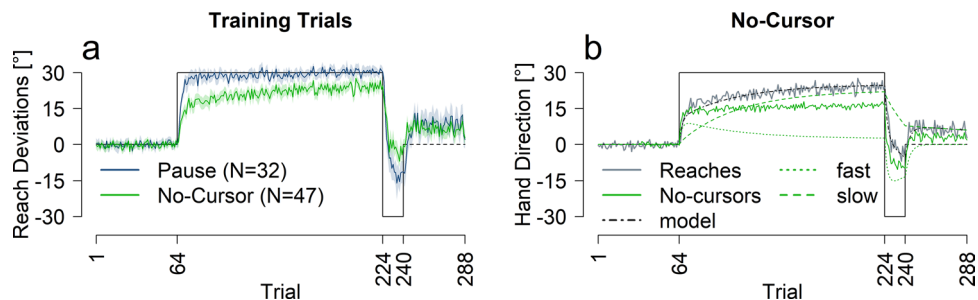 Training Trials
a
Reach Deviations [°]
30
15
0
-15
-30
Pause (N=32)
No-Cursor (N=47)
1
64
224
240
288
Trial
No-Cursor
b
Hand Direction [°]
30
15
0
-15
-30
Reaches
No-cursors
model
fast
slow
1
64
224
240
288
Trial